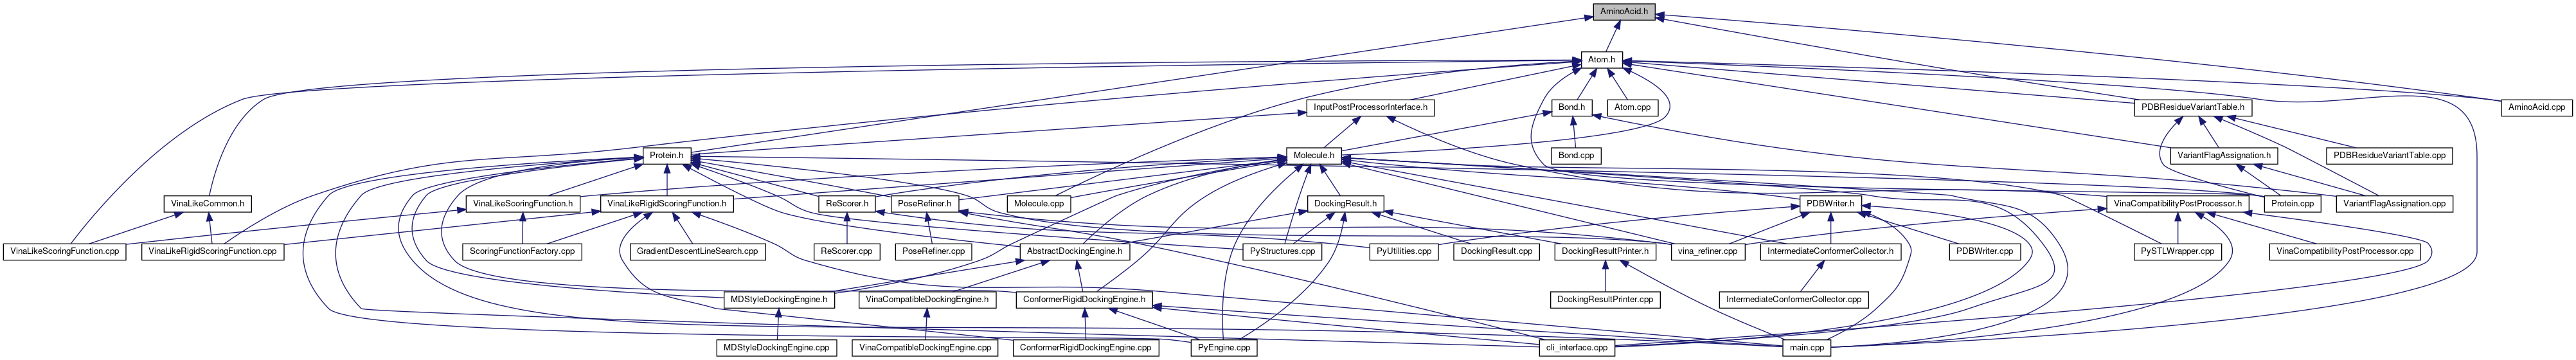 AminoAcid.h
Atom.h
InputPostProcessorInterface.h
Bond.h
Atom.cpp
PDBResidueVariantTable.h
AminoAcid.cpp
Protein.h
Molecule.h
Bond.cpp
VariantFlagAssignation.h
PDBResidueVariantTable.cpp
VinaLikeCommon.h
VinaLikeScoringFunction.h
VinaLikeRigidScoringFunction.h
ReScorer.h
PoseRefiner.h
Molecule.cpp
DockingResult.h
PDBWriter.h
VinaCompatibilityPostProcessor.h
Protein.cpp
VariantFlagAssignation.cpp
VinaLikeScoringFunction.cpp
VinaLikeRigidScoringFunction.cpp
ScoringFunctionFactory.cpp
GradientDescentLineSearch.cpp
ReScorer.cpp
PoseRefiner.cpp
AbstractDockingEngine.h
PyStructures.cpp
PyUtilities.cpp
DockingResult.cpp
DockingResultPrinter.h
vina_refiner.cpp
IntermediateConformerCollector.h
PDBWriter.cpp
PySTLWrapper.cpp
VinaCompatibilityPostProcessor.cpp
MDStyleDockingEngine.h
VinaCompatibleDockingEngine.h
ConformerRigidDockingEngine.h
DockingResultPrinter.cpp
IntermediateConformerCollector.cpp
MDStyleDockingEngine.cpp
VinaCompatibleDockingEngine.cpp
ConformerRigidDockingEngine.cpp
PyEngine.cpp
cli_interface.cpp
main.cpp